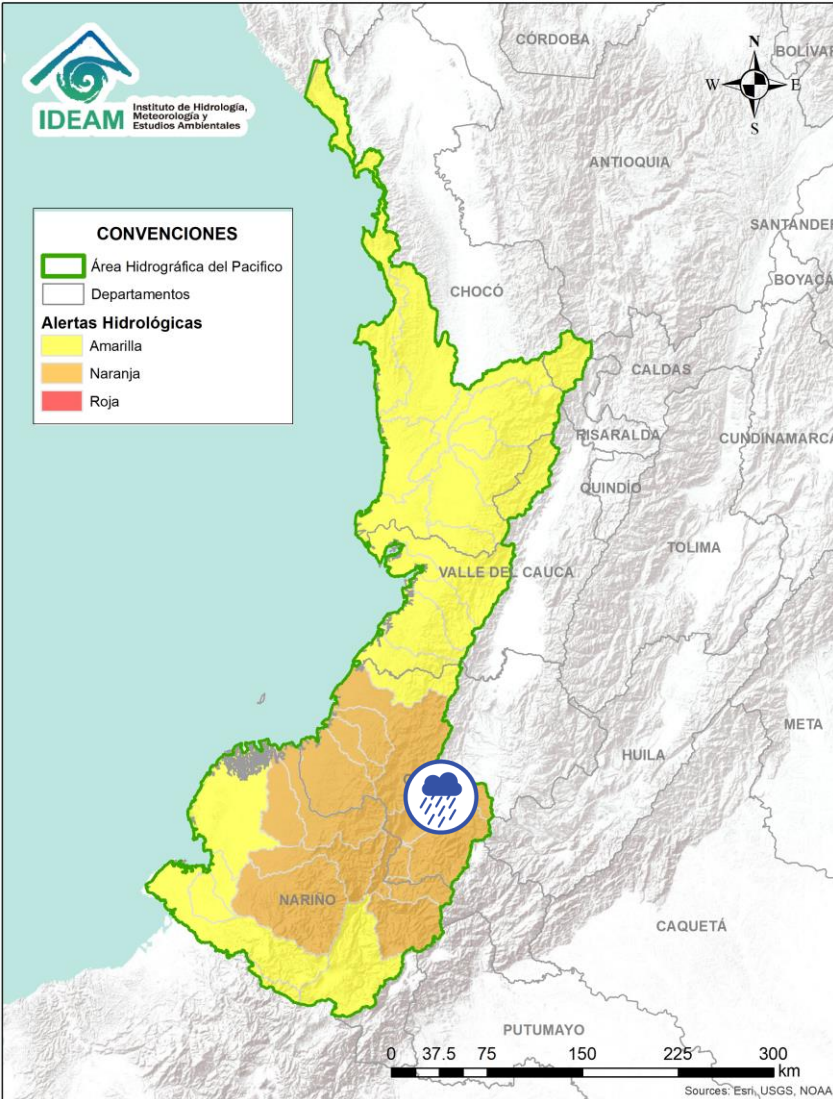 IDEAM
Instituto de Hidrología,
Meteorología y
Estudios Ambientales
CÓRDOBA
BOLÍVAR
N
W
E
S
ANTIOQUIA
CONVENCIONES
Área Hidrográfica del Pacifico
Departamentos
Alertas Hidrológicas
Amarilla
Naranja
Roja
SANTANDER
BOYACÁ
CHOCÓ
CALDAS
RISARALDA
CUNDINAMARCA
QUINDÍO
TOLIMA
VALLE DEL CAUCA
META
HUILA
NARIÑO
CAQUETÁ
PUTUMAYO
0 37.5 75 150 225 300
km
Sources: Esri, USGS, NOAA